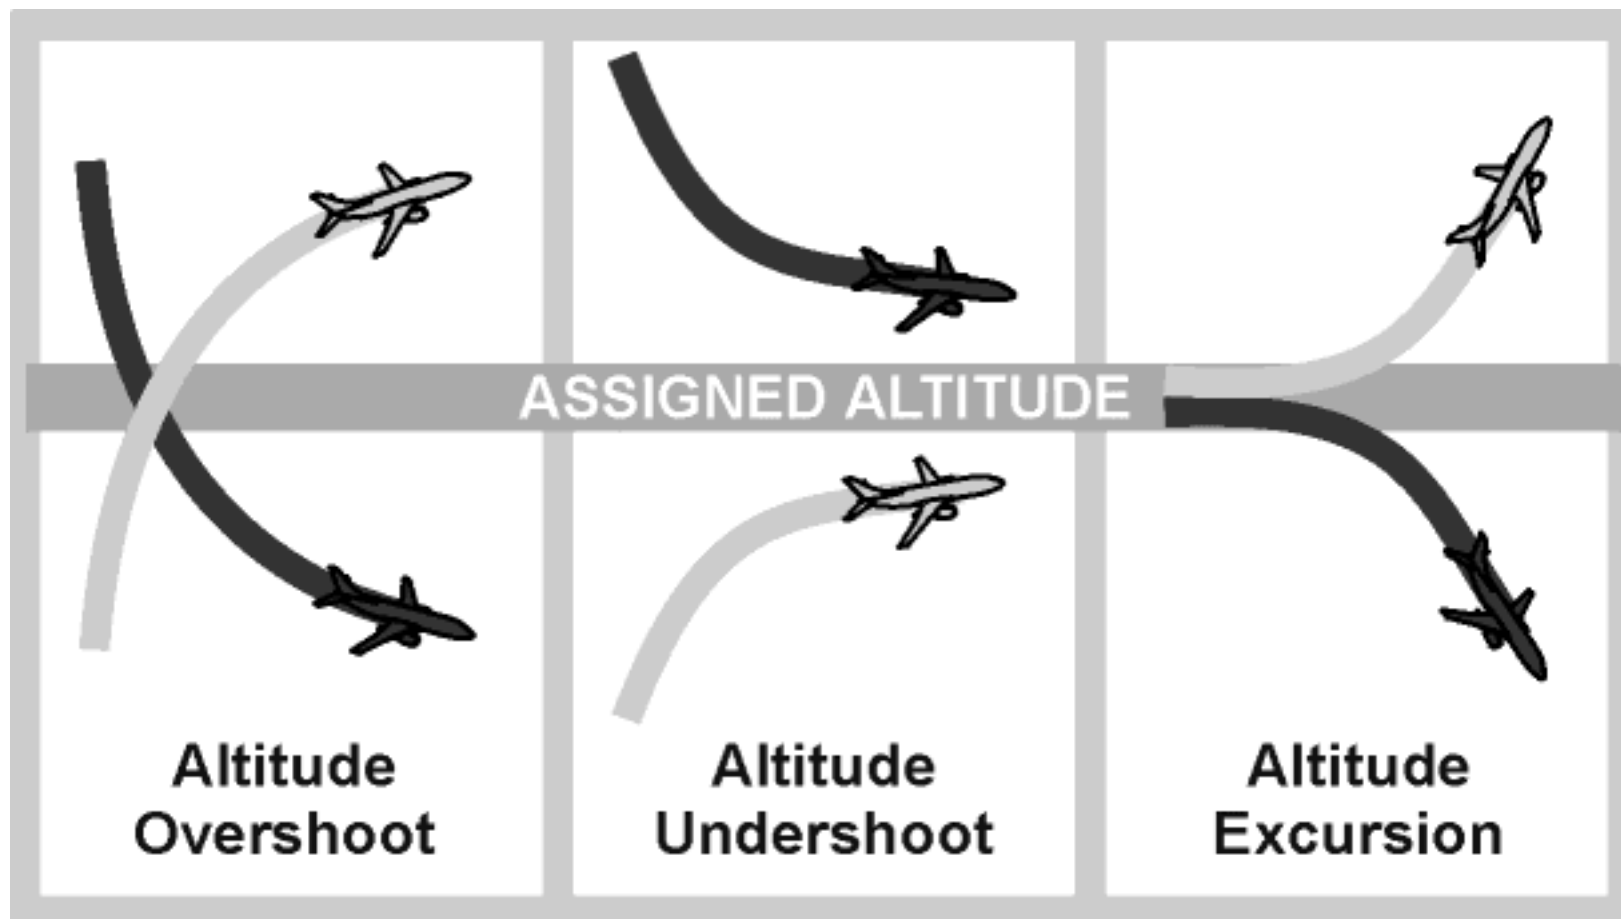 ASSIGNED ALTITUDE
Altitude
Overshoot
Altitude
Undershoot
Altitude
Excursion